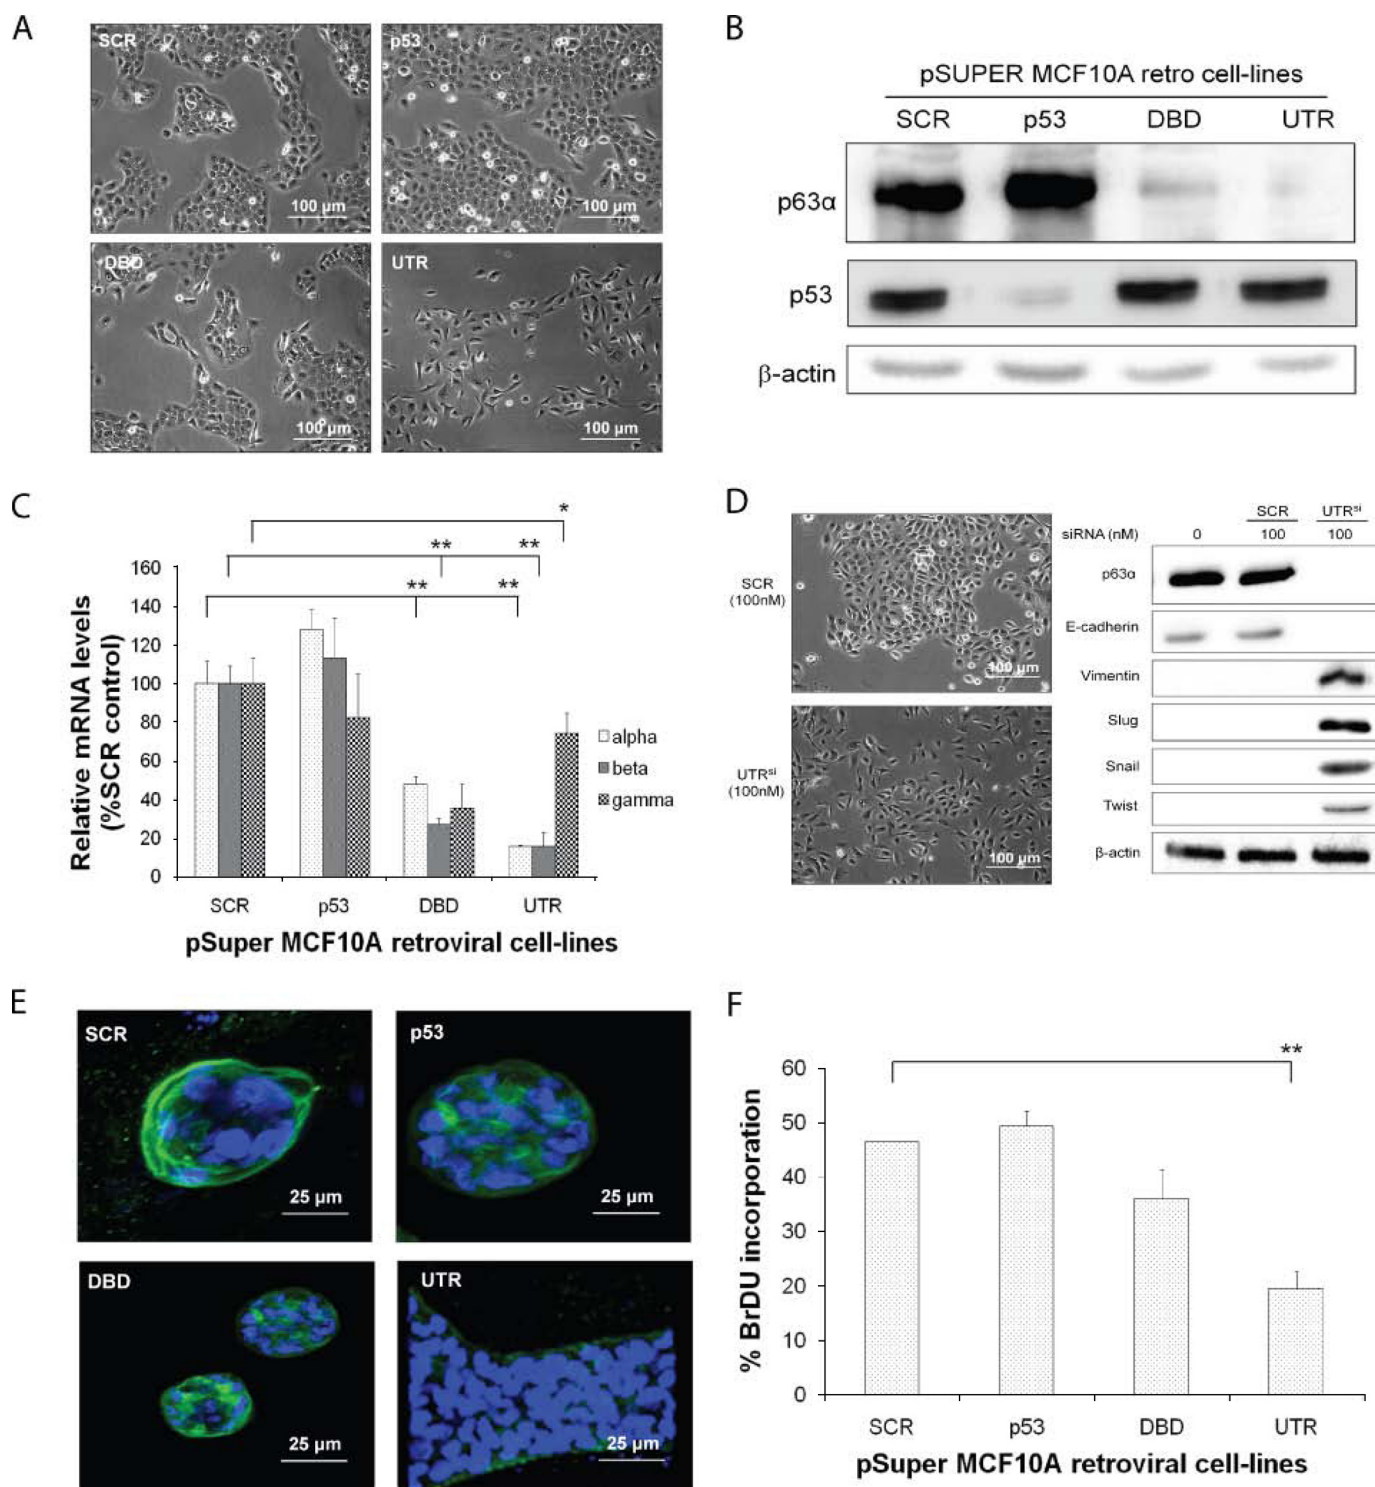 A
SCR
p53
100 µm
100 µm
DBD
UTR
100 µm
100 µm
B
pSUPER MCF10A retro cell-lines
SCR p53 DBD UTR
p63α
p53
β-actin
C
* 
** **
** **
160
140
120
100
80
60
40
20
0
Relative mRNA levels
(%SCR control)
alpha
beta
gamma
SCR p53 DBD UTR
pSuper MCF10A retroviral cell-lines
D
SCR
(100nM)
100 µm
UTRsi
(100nM)
100 µm
SCR UTRsi
siRNA (nM) 0 100 100
p63α
E-cadherin
Vimentin
Slug
Snail
Twist
β-actin
E
SCR
p53
25 µm
25 µm
DBD
UTR
25 µm
25 µm
F
**
60
50
40
30
20
10
0
% BrDU incorporation
SCR p53 DBD UTR
pSuper MCF10A retroviral cell-lines